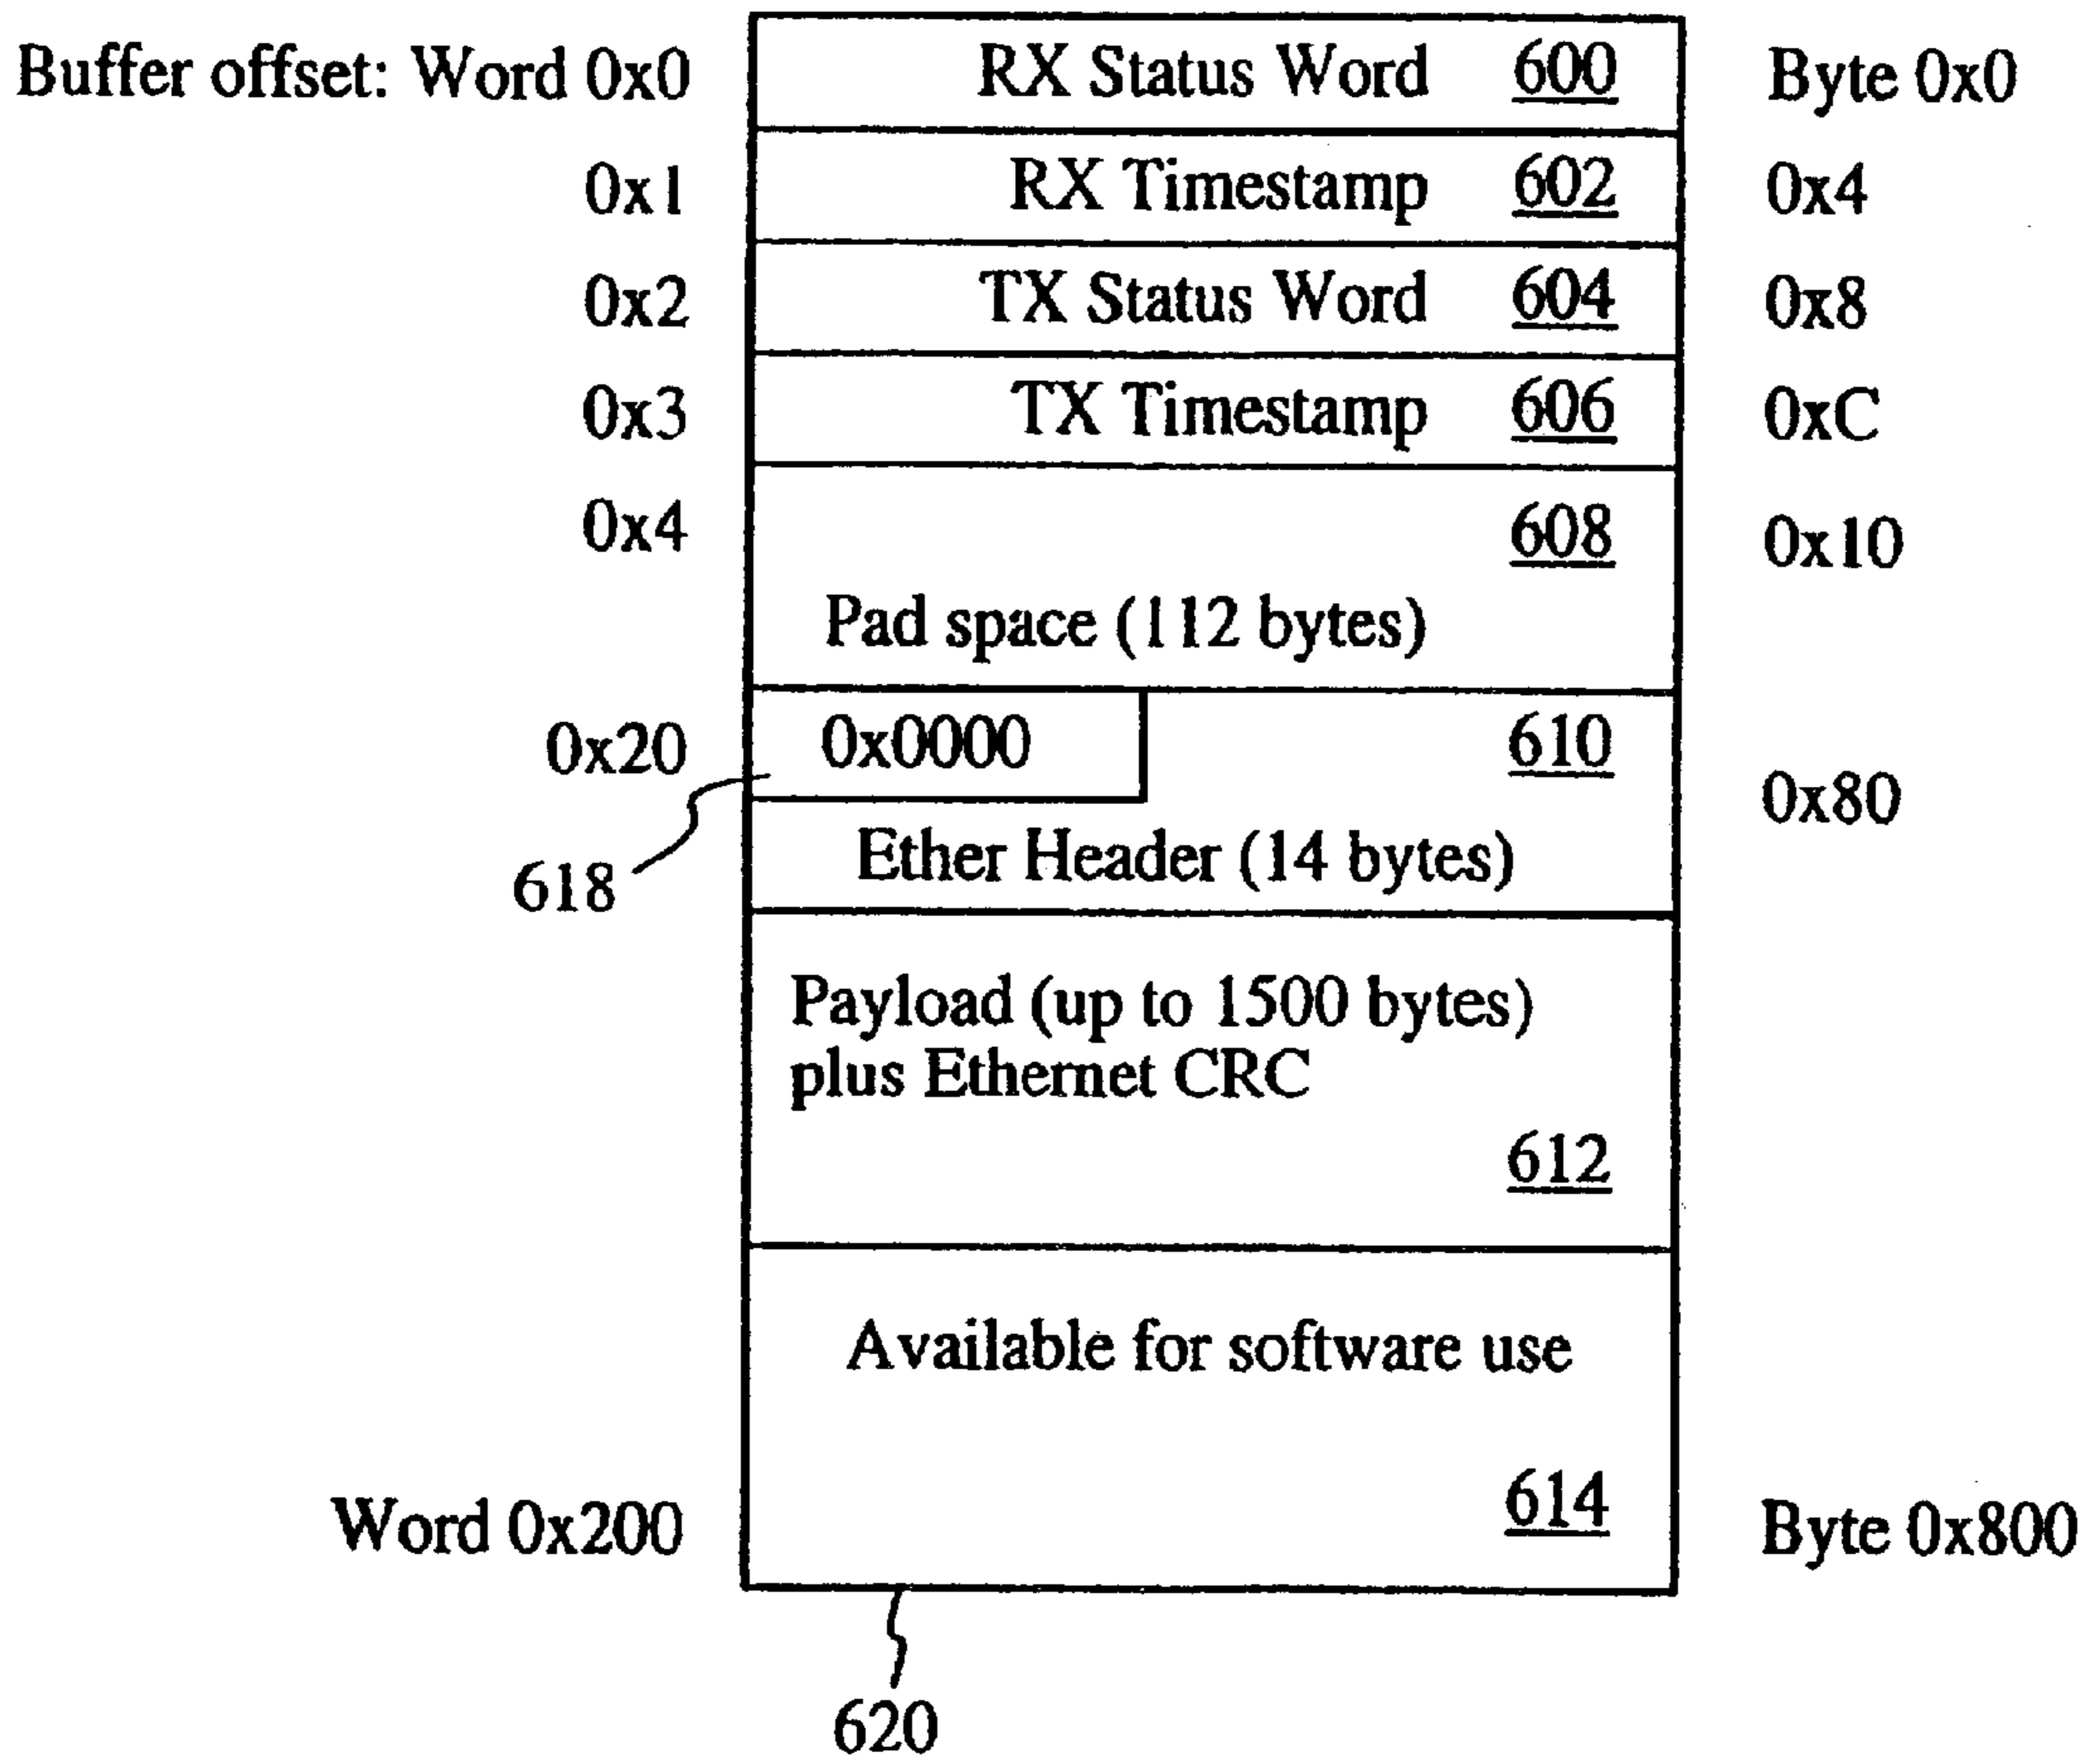 Buffer offset: Word 0x0 RX Status Word 600 Byte 0x0
0x1 RX Timestamp 602 0x4
0x2 TX Status Word 604 0x8
0x3 TX Timestamp 606 0xC
0x4 608 0x10
Pad space (112 bytes)
0x20 0x0000 610 0x80
618 Ether Header (14 bytes)
Payload (up to 1500 bytes)
plus Ethernet CRC
612
Available for software use
Word 0x200 614 Byte 0x800
620